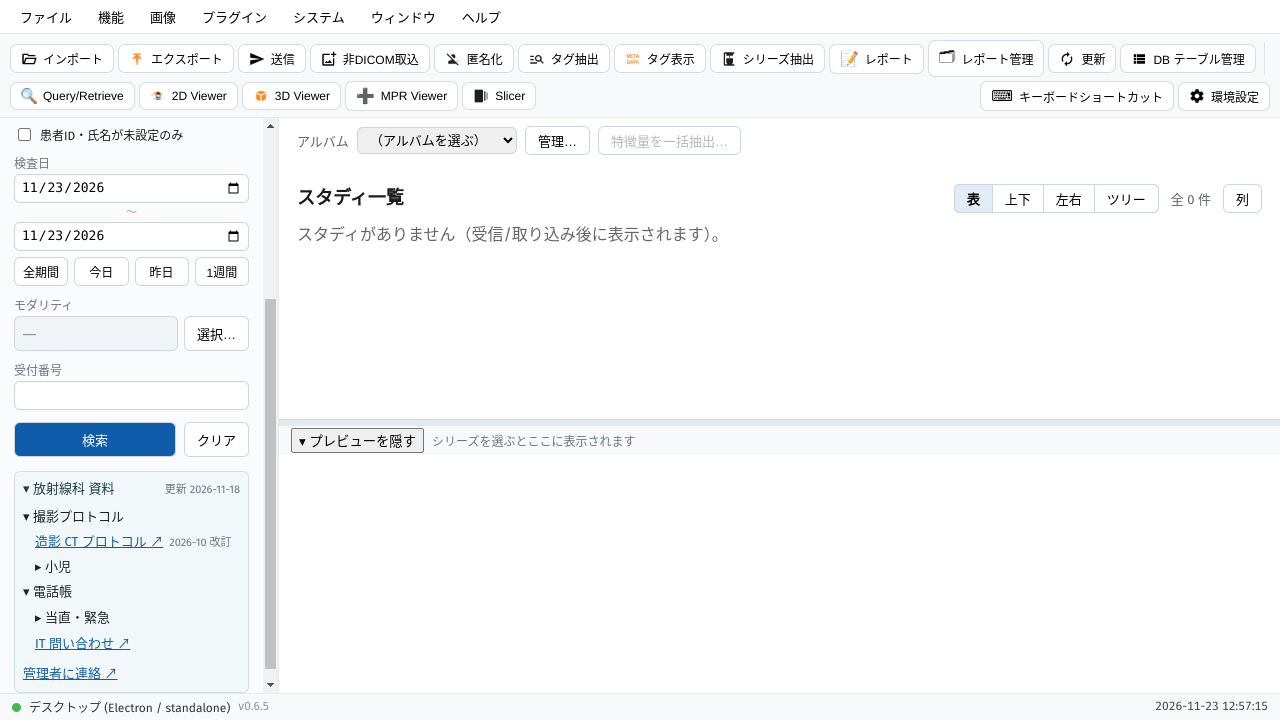 ファイル 機能 画像 プラグイン システム ウィンドウ ヘルプ
インポート エクスポート 送信 非DICOM取込 匿名化 タグ抽出 META DATA タグ表示 シリーズ抽出 レポート レポート管理 更新 DB テーブル管理
Query/Retrieve 2D Viewer 3D Viewer MPR Viewer Slicer キーボードショートカット 環境設定
患者ID・氏名が未設定のみ
検査日
11/23/2026
～
11/23/2026
全期間 今日 昨日 1週間
モダリティ
— 選択...
受付番号
検索 クリア
▾ 放射線科 資料 更新 2026-11-18
▾ 撮影プロトコル
造影 CT プロトコル ↗ 2026-10 改訂
▸ 小児
▾ 電話帳
▸ 当直・緊急
IT 問い合わせ ↗
管理者に連絡 ↗
アルバム （アルバムを選ぶ） 管理... 特徴量を一括抽出...
スタディ一覧 表 上下 左右 ツリー 全 0 件 列
スタディがありません（受信/取り込み後に表示されます）。
▾ プレビューを隠す シリーズを選ぶとここに表示されます
デスクトップ (Electron / standalone) v0.6.5 2026-11-23 12:57:15